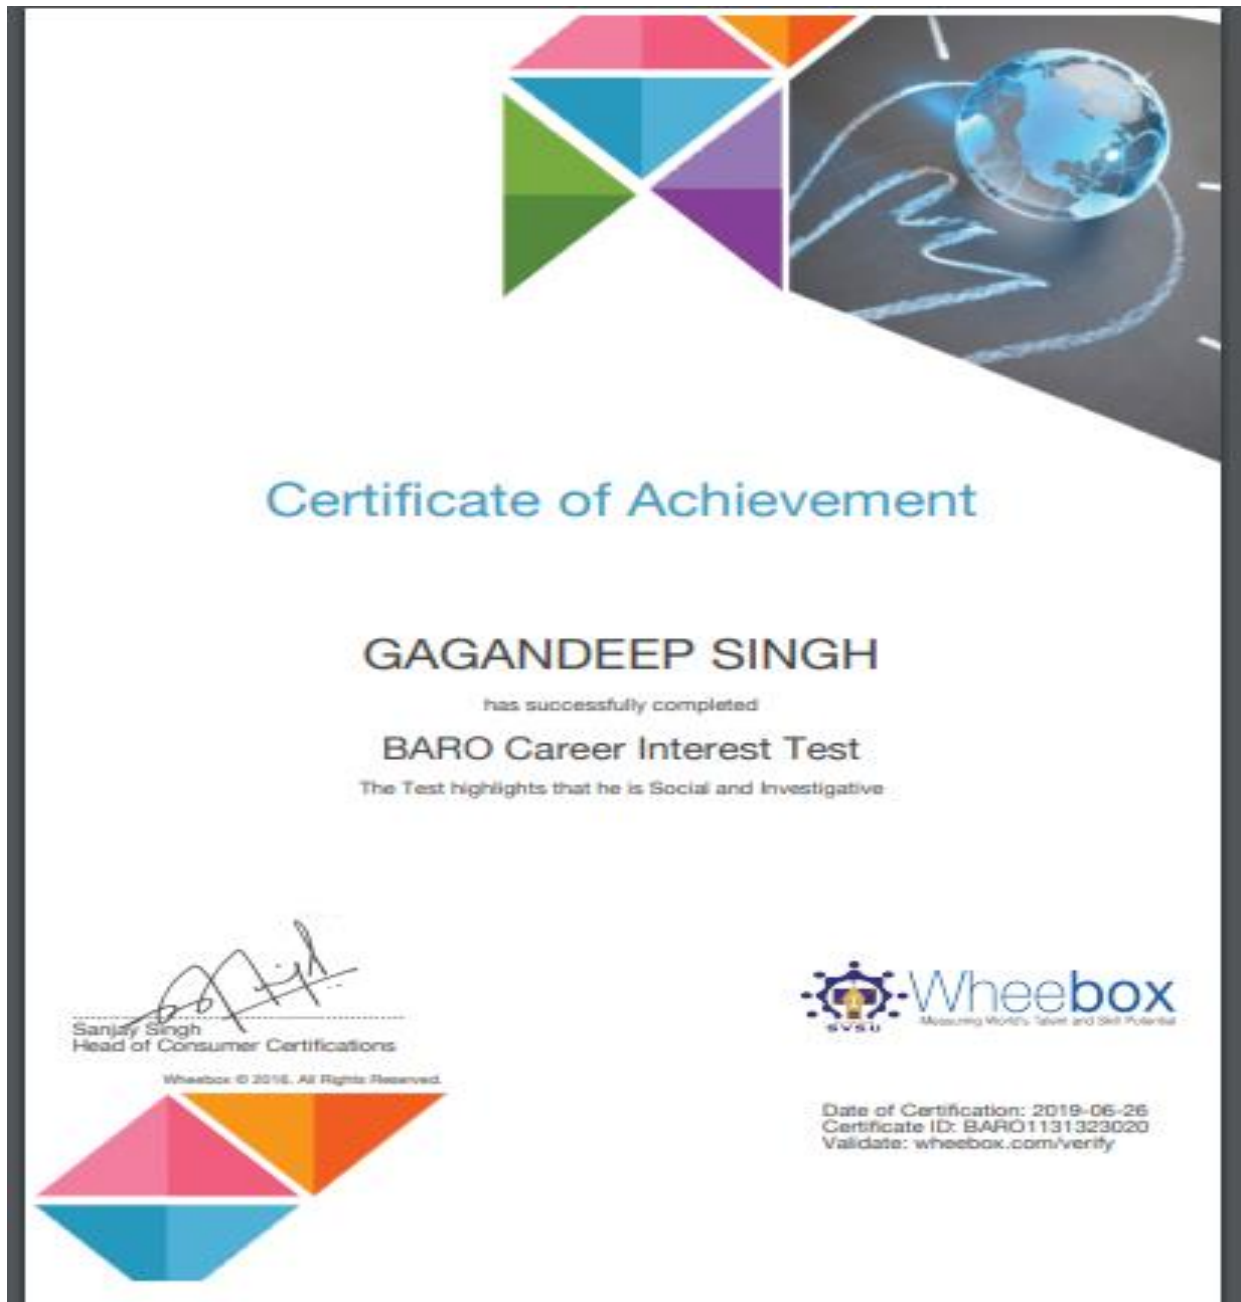 Certificate of Achievement
GAGANDEEP SINGH
has successfully completed
BARO Career Interest Test
The Test highlights that he is Social and Investigative
Sanjay Singh
Head of Consumer Certifications
Wheebox © 2016. All Rights Reserved.
SVSU
Wheebox
Measuring World's Talent and Skill Potential
Date of Certification: 2019-06-26
Certificate ID: BARO1131323020
Validate: wheebox.com/verify